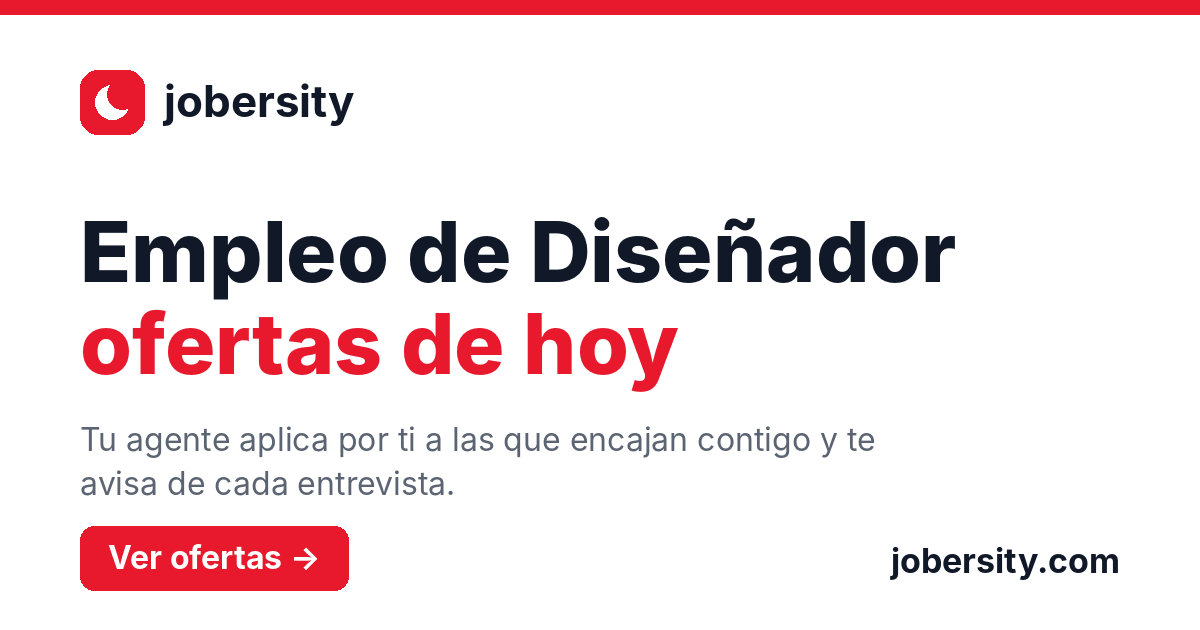 jobersity
Empleo de Diseñador
ofertas de hoy
Tu agente aplica por ti a las que encajan contigo y te
avisa de cada entrevista.
Ver ofertas →
jobersity.com